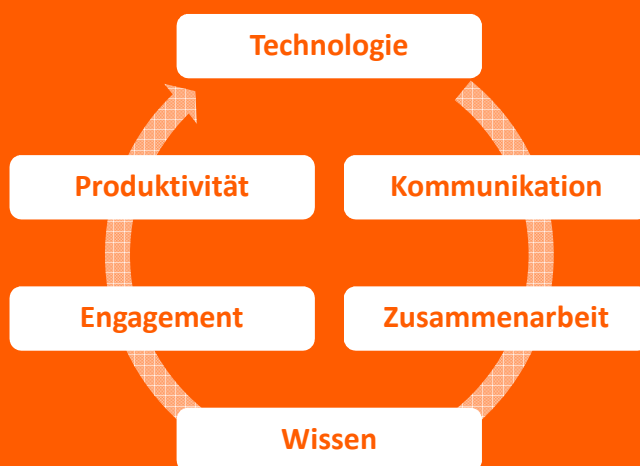 Technologie
Produktivität
Kommunikation
Engagement
Zusammenarbeit
Wissen